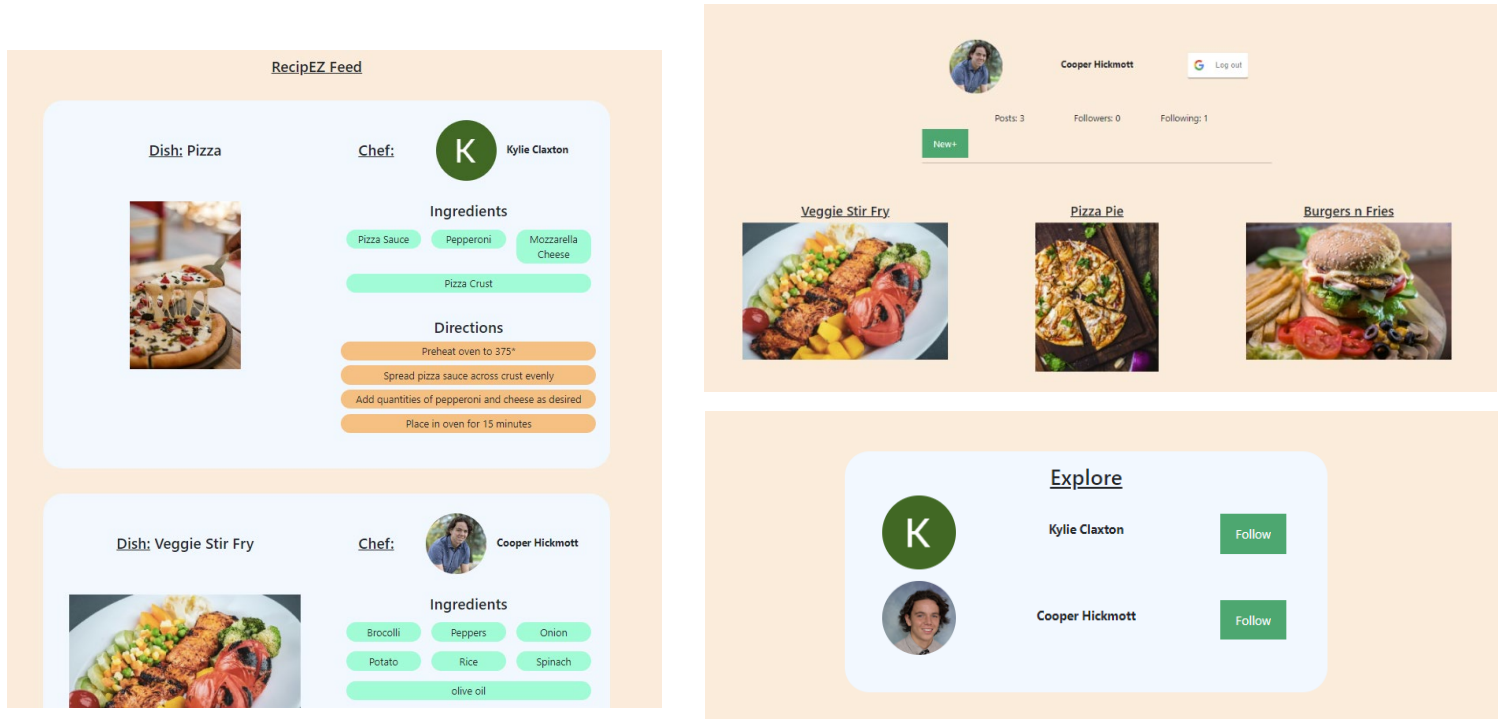 RecipEZ Feed
Dish: Pizza
Chef:
K
Kylie Claxton
Ingredients
Pizza Sauce
Pepperoni
Mozzarella
Cheese
Pizza Crust
Directions
Preheat oven to 375*
Spread pizza sauce across crust evenly
Add quantities of pepperoni and cheese as desired
Place in oven for 15 minutes
Dish: Veggie Stir Fry
Chef:
Cooper Hickmott
Ingredients
Brocolli
Peppers
Onion
Potato
Rice
Spinach
olive oil
Cooper Hickmott
G
Log out
Posts: 3
Followers: 0
Following: 1
New+
Veggie Stir Fry
Pizza Pie
Burgers n Fries
Explore
K
Kylie Claxton
Follow
Cooper Hickmott
Follow